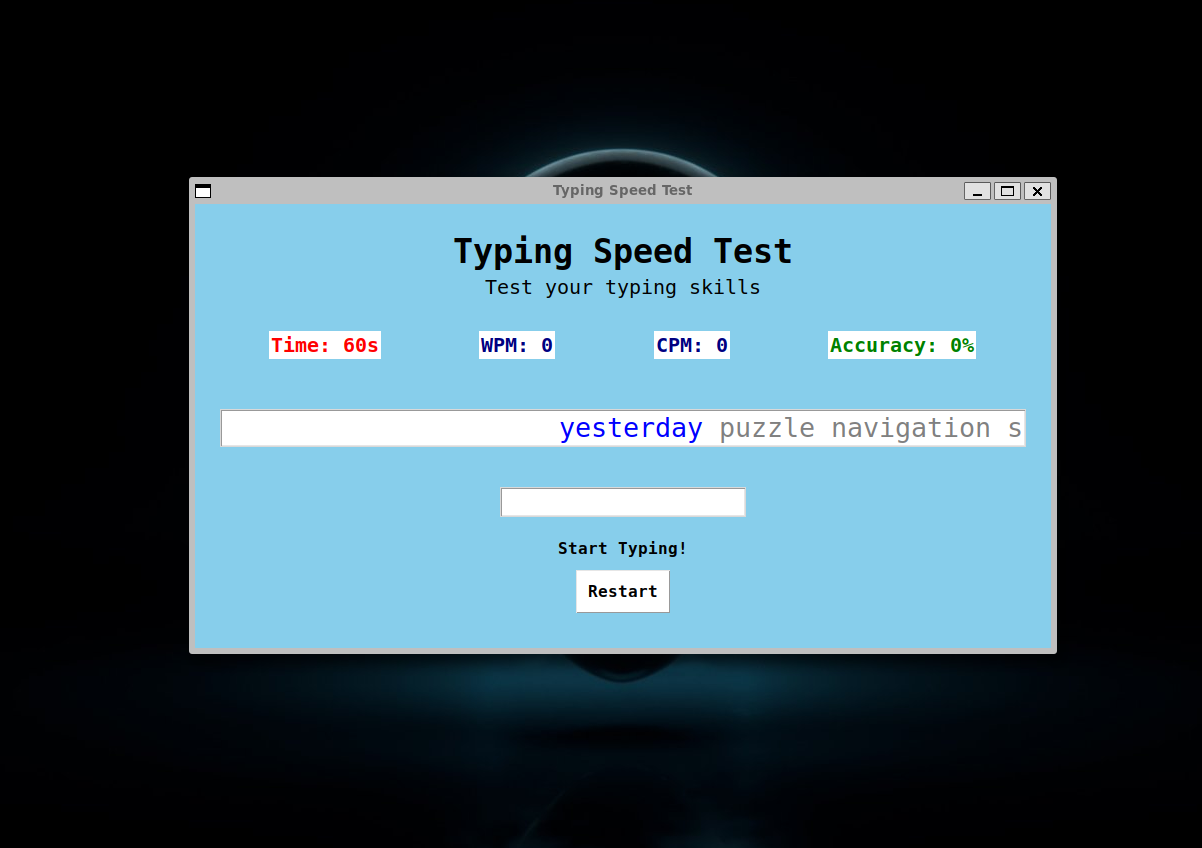 Typing Speed Test
Typing Speed Test
Test your typing skills
Time: 60s WPM: 0 CPM: 0 Accuracy: 0%
yesterday puzzle navigation s
Start Typing!
Restart